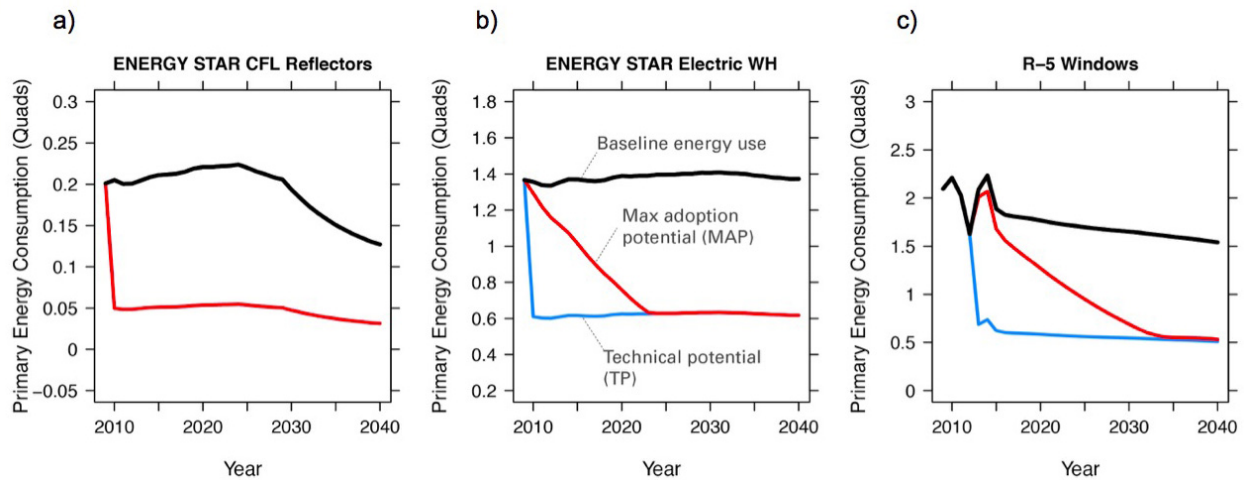 a)
b)
c)
ENERGY STAR CFL Reflectors
ENERGY STAR Electric WH
R−5 Windows
Primary Energy Consumption (Quads)
0.3
0.25
0.2
0.15
0.1
0.05
0
−0.05
2010
2020
2030
2040
Year
Primary Energy Consumption (Quads)
1.8
1.6
1.4
1.2
1
0.8
0.6
0.4
0.2
Baseline energy use
Max adoption
potential (MAP)
Technical potential
(TP)
2010
2020
2030
2040
Year
Primary Energy Consumption (Quads)
3
2.5
2
1.5
1
0.5
0
2010
2020
2030
2040
Year